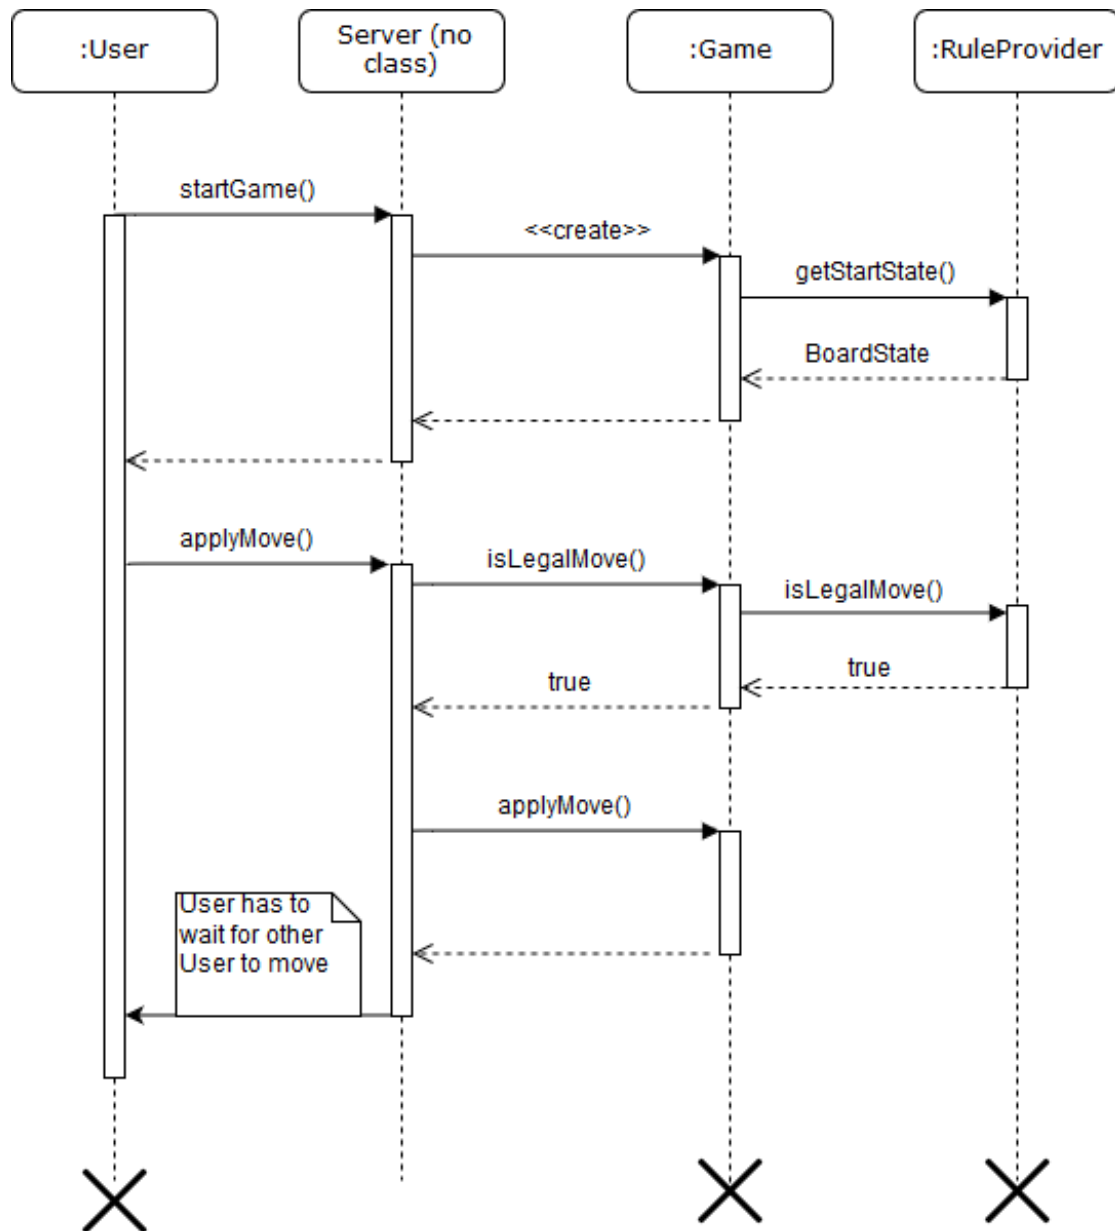 :User
Server (no
class)
:Game
:RuleProvider
startGame()
<<create>>
getStartState()
BoardState
applyMove()
isLegalMove()
isLegalMove()
true
true
applyMove()
User has to
wait for other
User to move